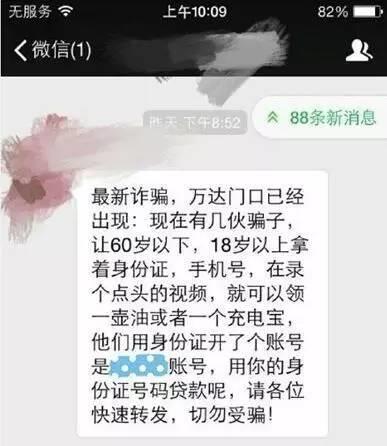 无服务 上午10:09 82%
微信(1)
昨天 下午8:52
88条新消息
最新诈骗，万达门口已经
出现：现在有几伙骗子，
让60岁以下，18岁以上拿
着身份证，手机号，在录
个点头的视频，就可以领
一壶油或者一个充电宝，
他们用身份证开了个账号
是账号，用你的身
份证号码贷款呢，请各位
快速转发，切勿受骗！